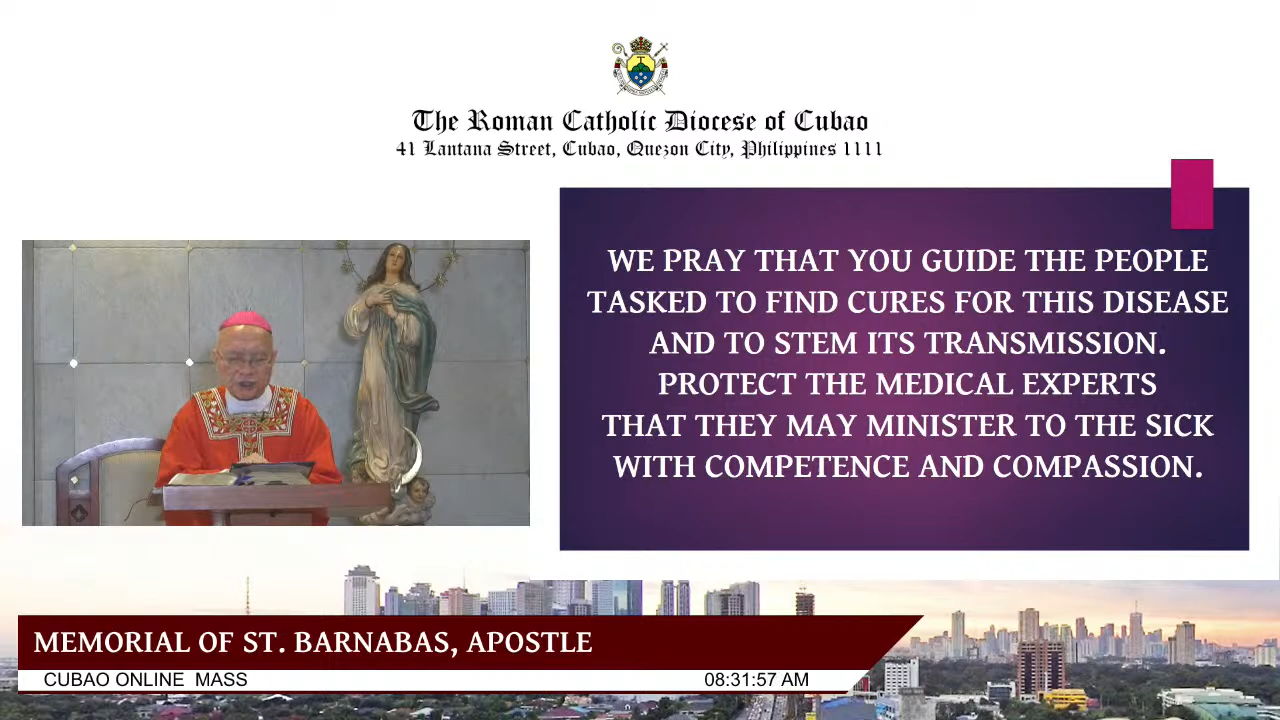 The Roman Catholic Diocese of Cubao
41 Lantana Street, Cubao, Quezon City, Philippines 1111
WE PRAY THAT YOU GUIDE THE PEOPLE
TASKED TO FIND CURES FOR THIS DISEASE
AND TO STEM ITS TRANSMISSION.
PROTECT THE MEDICAL EXPERTS
THAT THEY MAY MINISTER TO THE SICK
WITH COMPETENCE AND COMPASSION.
MEMORIAL OF ST. BARNABAS, APOSTLE
CUBAO ONLINE  MASS 08:31:57 AM